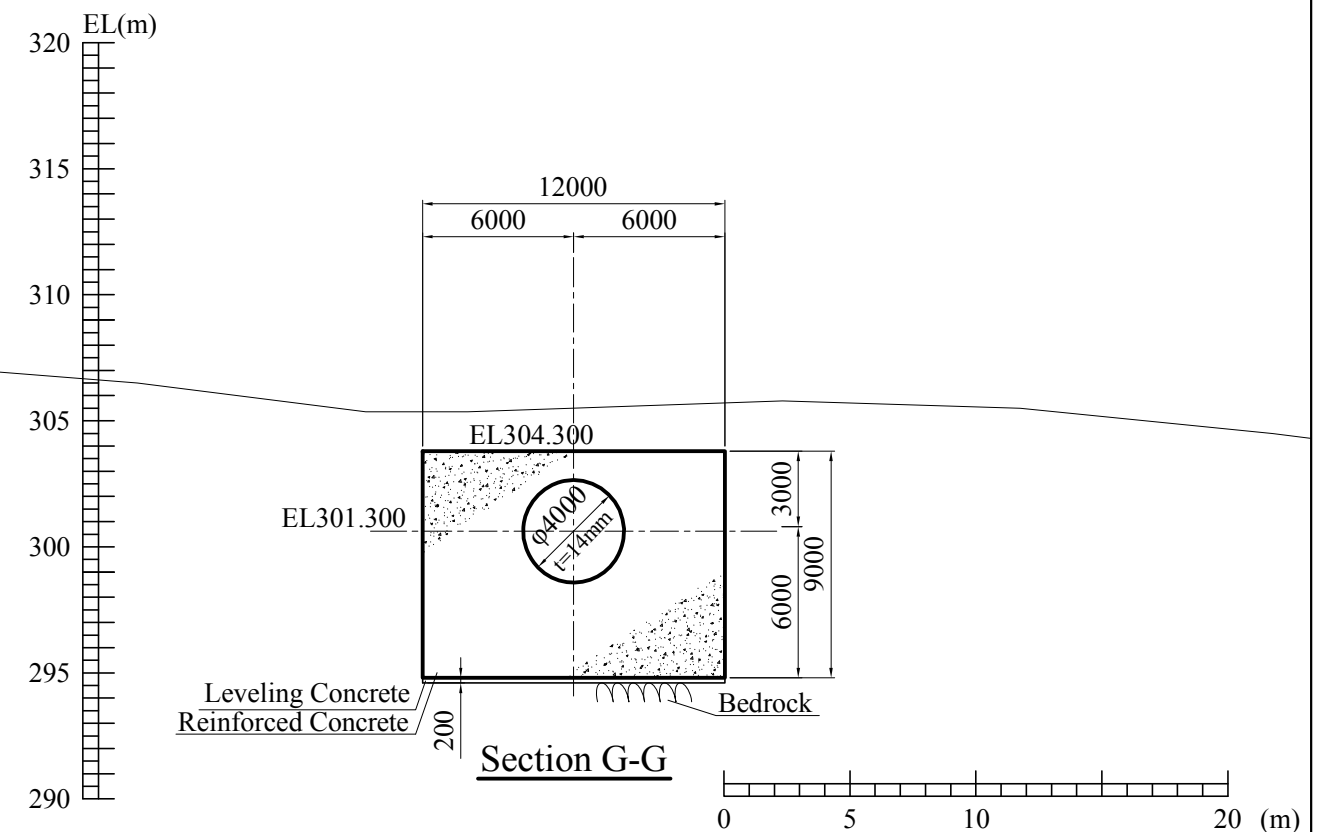 EL(m)
320
315
310
305
300
295
290
12000
6000 6000
EL304.300
EL301.300
φ4000
t=14mm
3000
6000
9000
Leveling Concrete
Reinforced Concrete
200
Bedrock
Section G-G
0 5 10 20 (m)